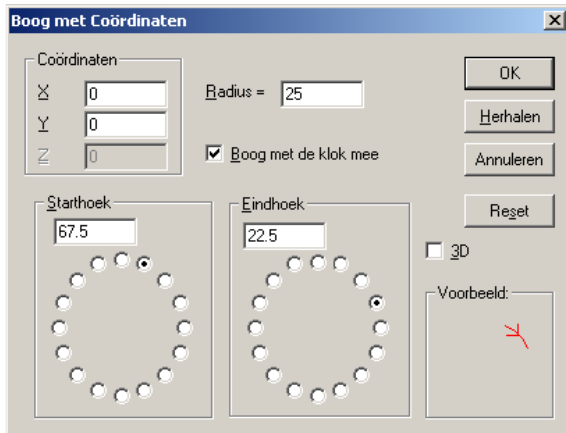 Boog met Coördinaten
Coördinaten
X 0
Y 0
Z 0
Radius = 25
Boog met de klok mee
OK
Herhalen
Annuleren
Reset
Starthoek
67.5
Eindhoek
22.5
3D
Voorbeeld: